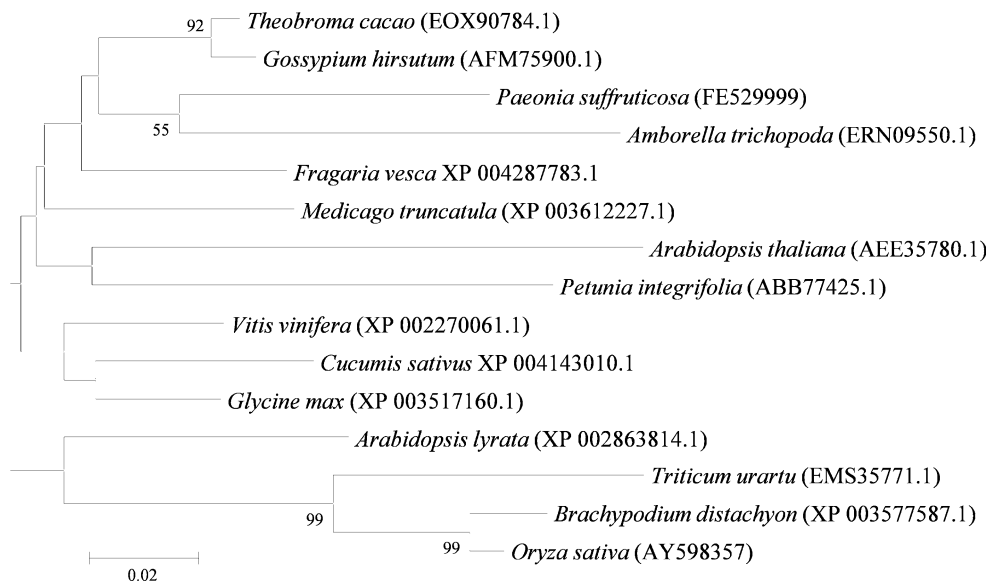 92 Theobroma cacao (EOX90784.1)
Gossypium hirsutum (AFM75900.1)
Paeonia suffruticosa (FE529999)
55 Amborella trichopoda (ERN09550.1)
Fragaria vesca XP 004287783.1
Medicago truncatula (XP 003612227.1)
Arabidopsis thaliana (AEE35780.1)
Petunia integrifolia (ABB77425.1)
Vitis vinifera (XP 002270061.1)
Cucumis sativus XP 004143010.1
Glycine max (XP 003517160.1)
Arabidopsis lyrata (XP 002863814.1)
Triticum urartu (EMS35771.1)
99 Brachypodium distachyon (XP 003577587.1)
99 Oryza sativa (AY598357)
0.02